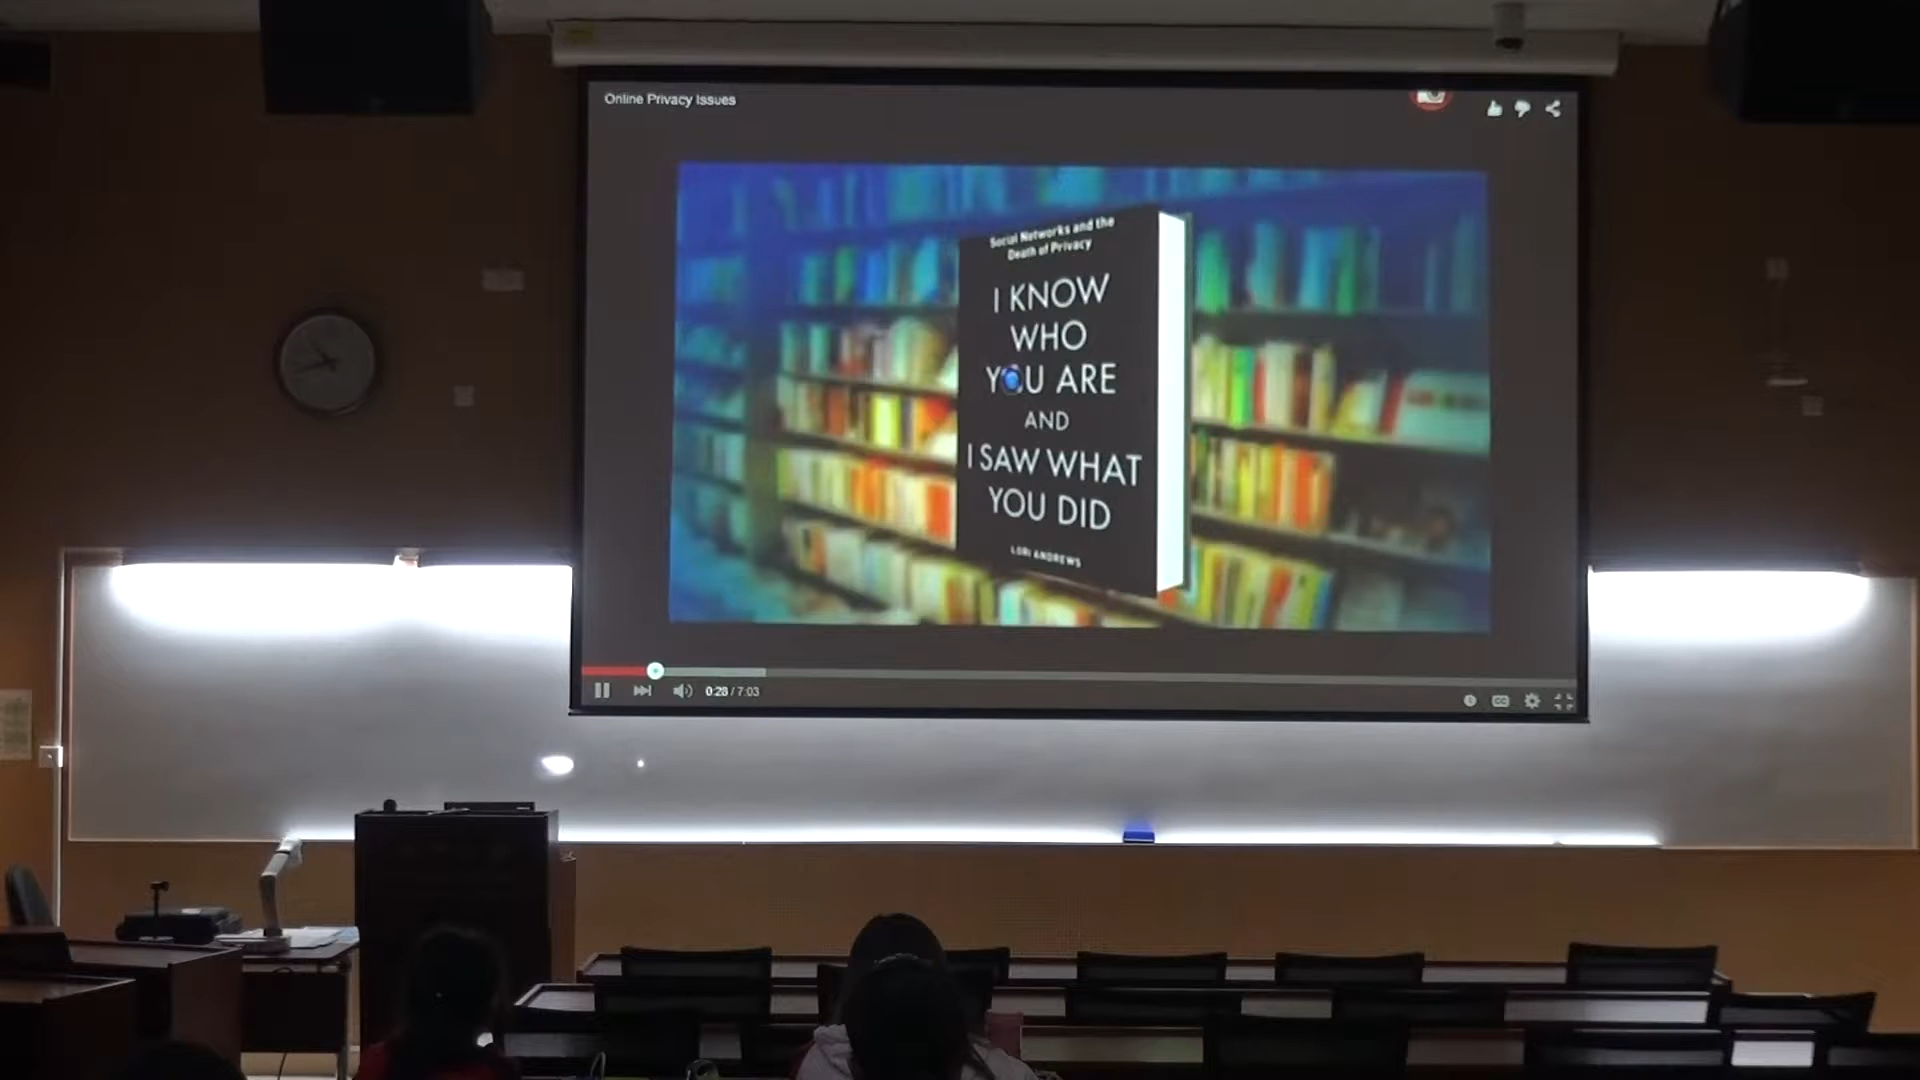 Online Privacy Issues
Social Networks and the
Death of Privacy
I KNOW
WHO
YOU ARE
AND
I SAW WHAT
YOU DID
LORI ANDREWS
0:28 / 7:03
CC